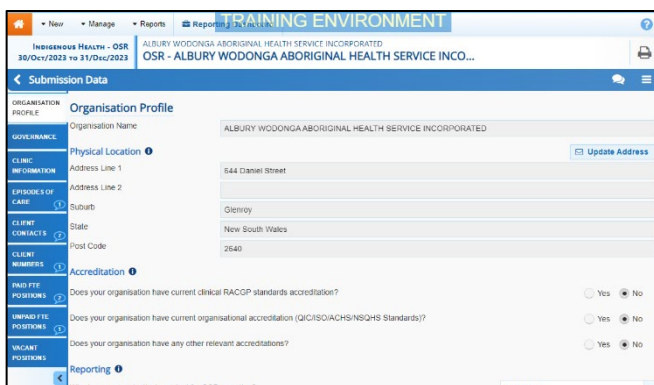 New Manage Reports Reporting
TRAINING ENVIRONMENT
INDIGENOUS HEALTH - OSR
30/OCT/2023 TO 31/DEC/2023
ALBURY WODONGA ABORIGINAL HEALTH SERVICE INCORPORATED
OSR - ALBURY WODONGA ABORIGINAL HEALTH SERVICE INCO...
Submission Data
ORGANISATION
PROFILE
GOVERNANCE
CLINIC
INFORMATION
EPISODES OF
CARE
CLIENT
CONTACTS
CLIENT
NUMBERS
PAID FTE
POSITIONS
UNPAID FTE
POSITIONS
VACANT
POSITIONS
Organisation Profile
Organisation Name ALBURY WODONGA ABORIGINAL HEALTH SERVICE INCORPORATED
Physical Location Update Address
Address Line 1 644 Daniel Street
Address Line 2
Suburb Glenroy
State New South Wales
Post Code 2640
Accreditation
Does your organisation have current clinical RACGP standards accreditation? Yes No
Does your organisation have current organisational accreditation (QIC/ISO/ACHS/NSQHS Standards)? Yes No
Does your organisation have any other relevant accreditations? Yes No
Reporting